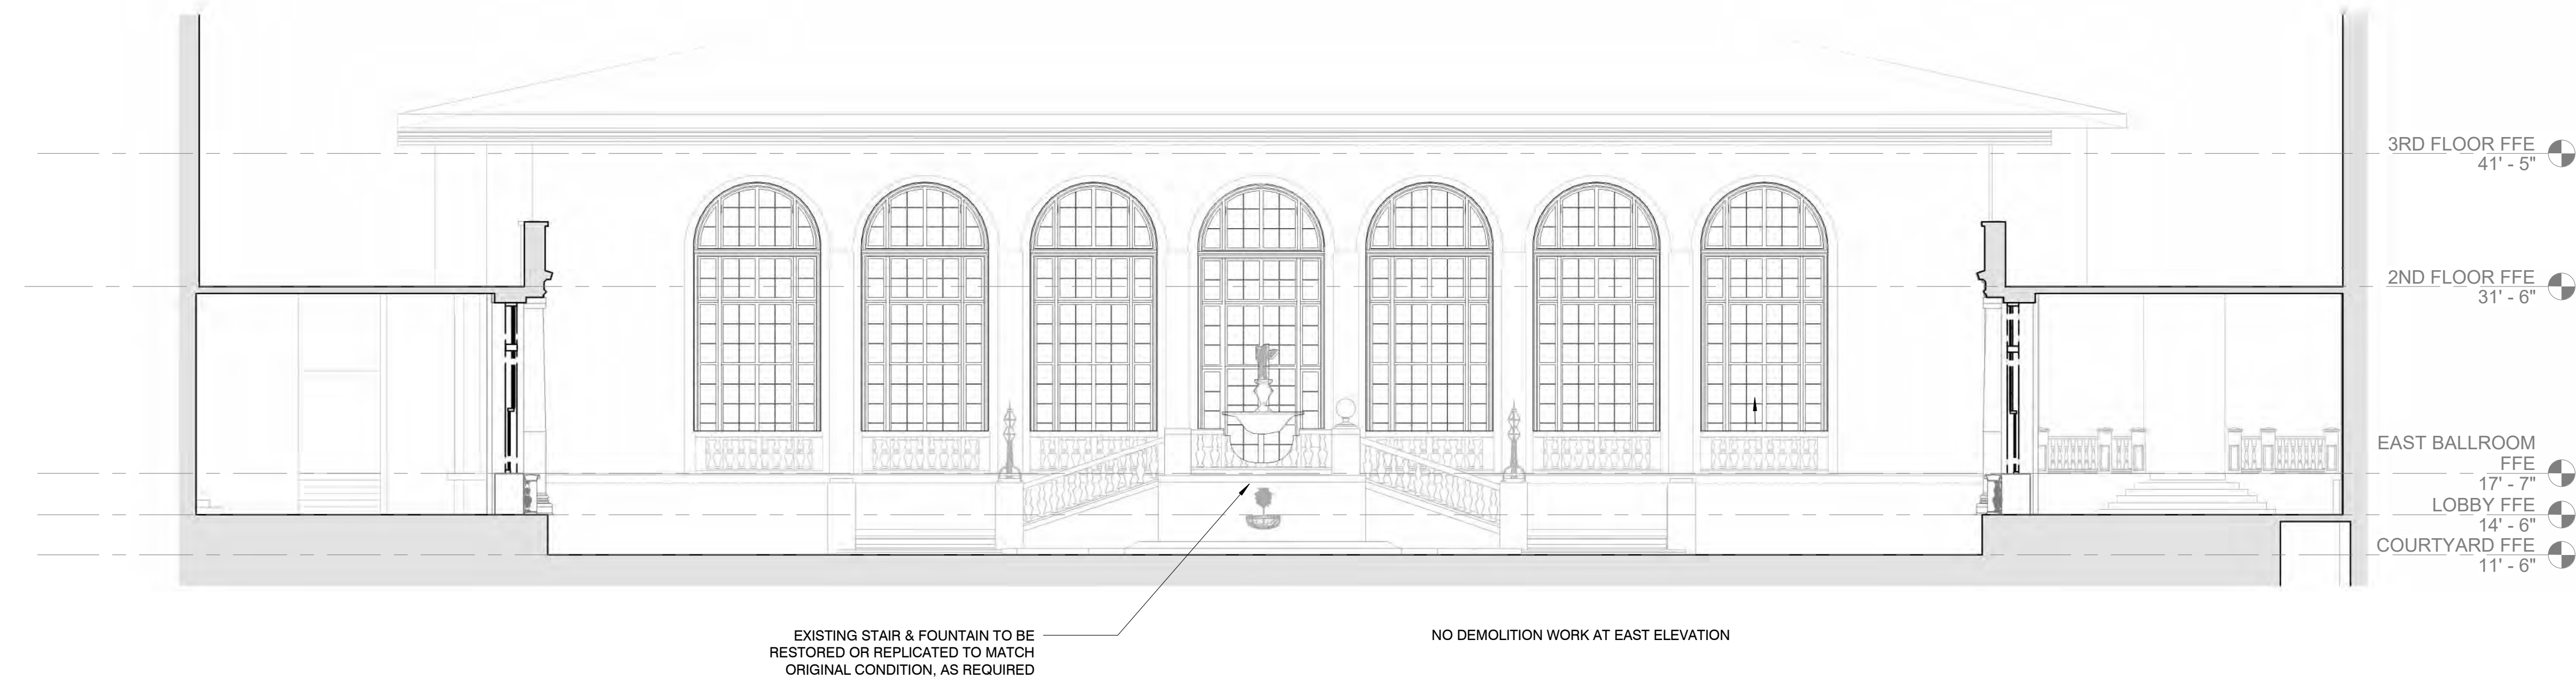 3RD FLOOR FFE
41' - 5"
2ND FLOOR FFE
31' - 6"
EAST BALLROOM
FFE
17' - 7"
LOBBY FFE
14' - 6"
COURTYARD FFE
11' - 6"
EXISTING STAIR & FOUNTAIN TO BE
RESTORED OR REPLICATED TO MATCH
ORIGINAL CONDITION, AS REQUIRED
NO DEMOLITION WORK AT EAST ELEVATION